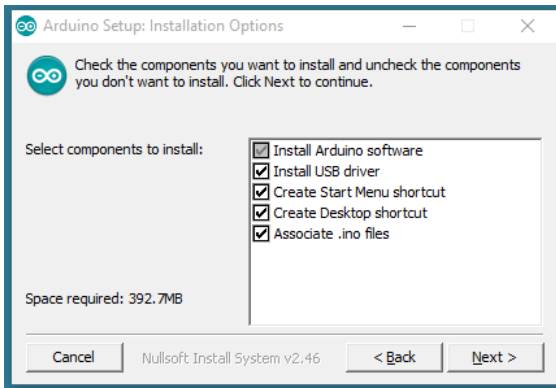 Arduino Setup: Installation Options
Check the components you want to install and uncheck the components
you don't want to install. Click Next to continue.
Select components to install:
Install Arduino software
Install USB driver
Create Start Menu shortcut
Create Desktop shortcut
Associate .ino files
Space required: 392.7MB
Cancel
Nullsoft Install System v2.46
< Back
Next >